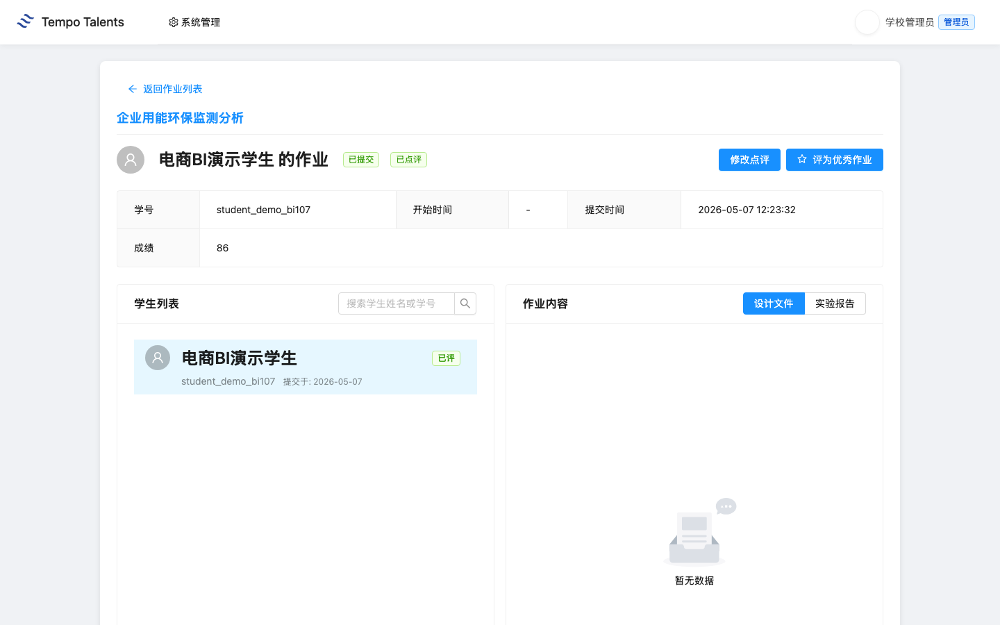 Tempo Talents
系统管理
学校管理员 管理员
返回作业列表
企业用能环保监测分析
电商BI演示学生 的作业 已提交 已点评 修改点评 评为优秀作业
学号 student_demo_bi107 开始时间 - 提交时间 2026-05-07 12:23:32
成绩 86
学生列表 搜索学生姓名或学号
电商BI演示学生 已评
student_demo_bi107 提交于: 2026-05-07
作业内容 设计文件 实验报告
暂无数据